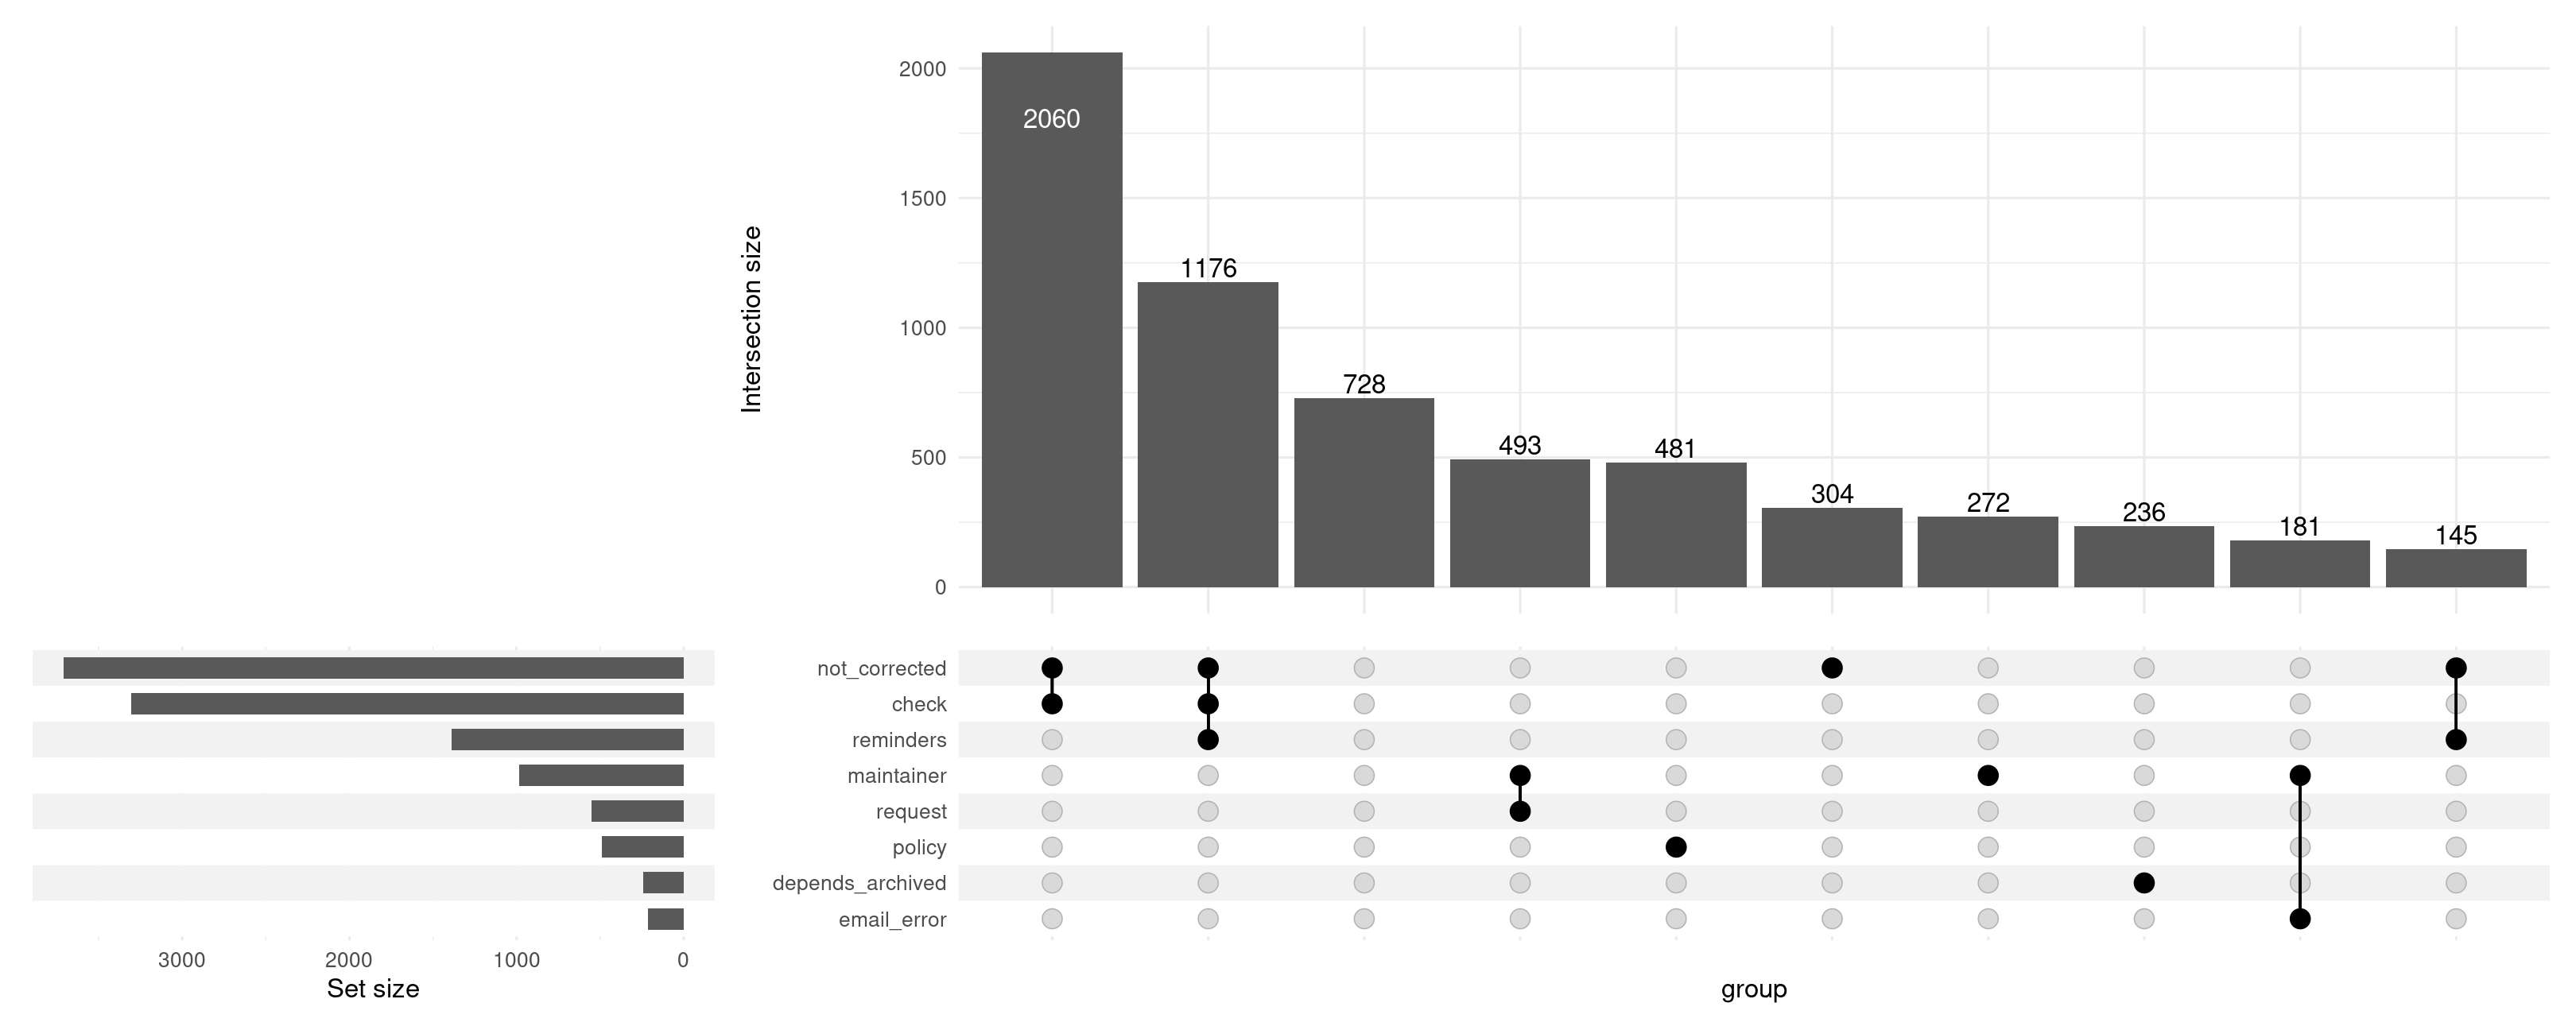 2000
1500
1000
500
0
Intersection size
2060
1176
728
493
481
304
272
236
181
145
not_corrected
check
reminders
maintainer
request
policy
depends_archived
email_error
3000 2000 1000 0
Set size
group